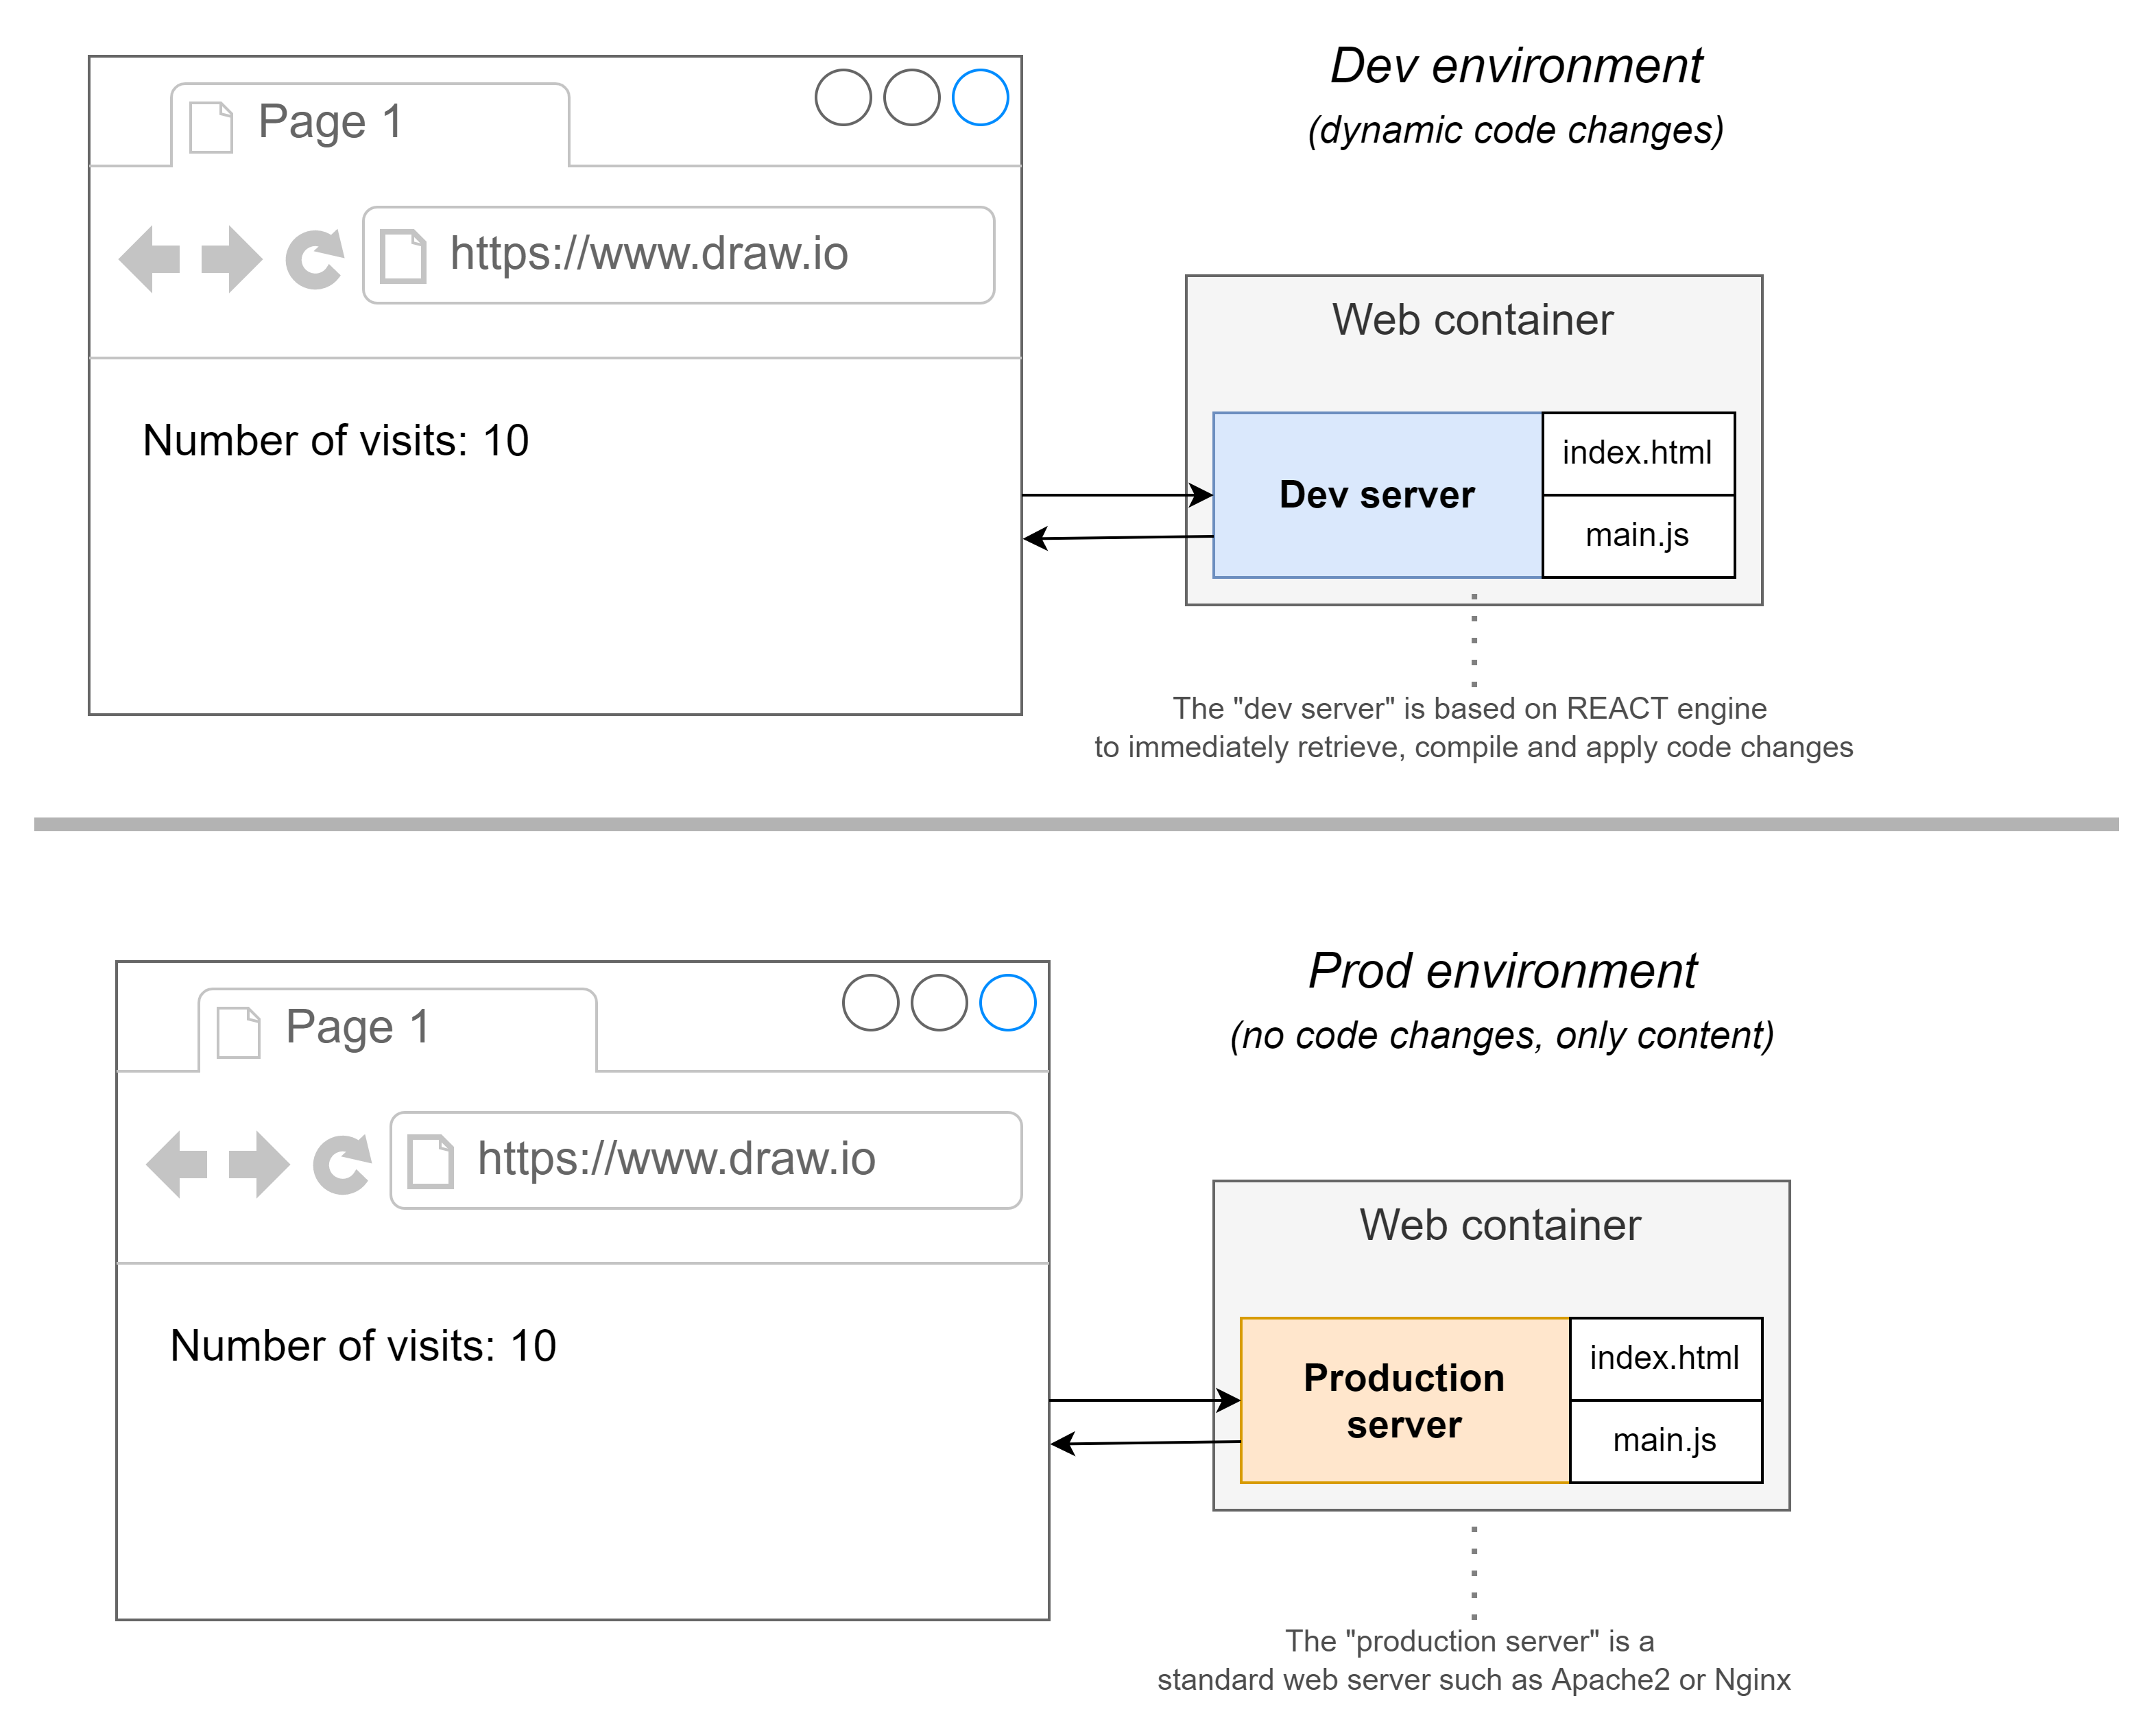 Dev environment
(dynamic code changes)
Page 1
https://www.draw.io
Number of visits: 10
Web container
Dev server
index.html
main.js
The "dev server" is based on REACT engine
to immediately retrieve, compile and apply code changes
Prod environment
(no code changes, only content)
Page 1
https://www.draw.io
Number of visits: 10
Web container
Production
server
index.html
main.js
The "production server" is a
standard web server such as Apache2 or Nginx